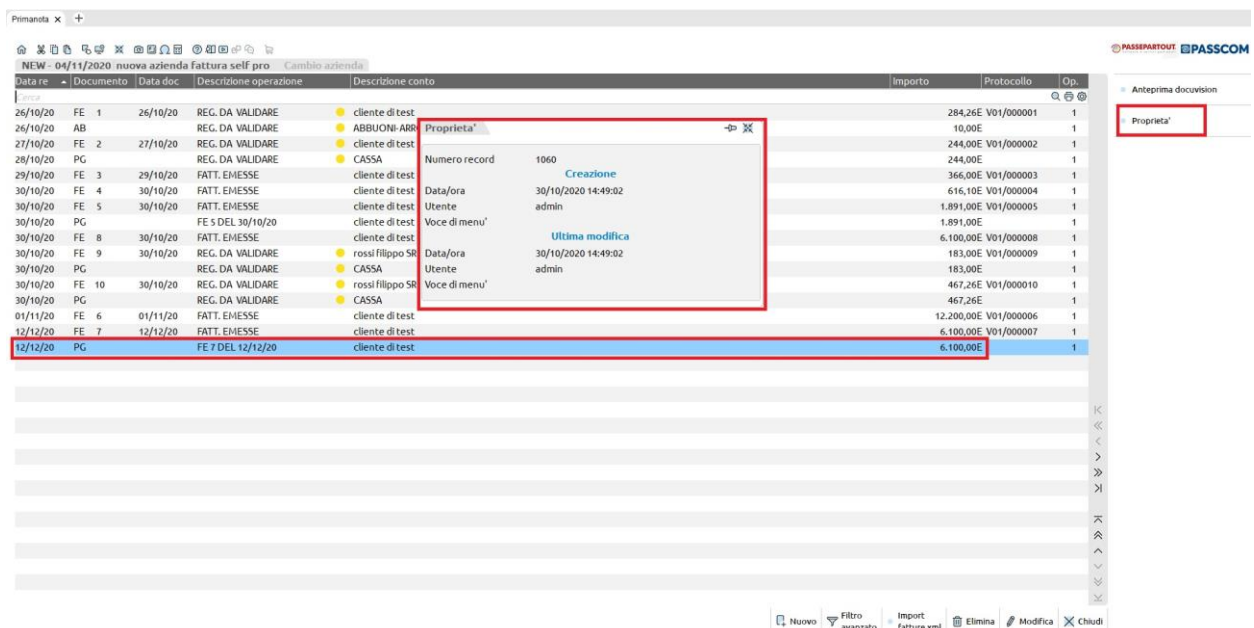 Primanota × +
PASSEPARTOUT PASSCOM
NEW - 04/11/2020 nuova azienda fattura self pro Cambio azienda
Data re Documento Data doc Descrizione operazione Descrizione conto Importo Protocollo Op.
Cerca
26/10/20 FE 1 26/10/20 REG. DA VALIDARE cliente di test 284,26E V01/000001 1
26/10/20 AB REG. DA VALIDARE ABBUONI-ARR 10,00E 1
27/10/20 FE 2 27/10/20 REG. DA VALIDARE cliente di test 244,00E V01/000002 1
28/10/20 PG REG. DA VALIDARE CASSA 244,00E 1
29/10/20 FE 3 29/10/20 FATT. EMESSE cliente di test 366,00E V01/000003 1
30/10/20 FE 4 30/10/20 FATT. EMESSE cliente di test 616,10E V01/000004 1
30/10/20 FE 5 30/10/20 FATT. EMESSE cliente di test 1.891,00E V01/000005 1
30/10/20 PG FE 5 DEL 30/10/20 cliente di test 1.891,00E 1
30/10/20 FE 8 30/10/20 FATT. EMESSE cliente di test 6.100,00E V01/000008 1
30/10/20 FE 9 30/10/20 REG. DA VALIDARE rossi filippo SR 183,00E V01/000009 1
30/10/20 PG REG. DA VALIDARE CASSA 183,00E 1
30/10/20 FE 10 30/10/20 REG. DA VALIDARE rossi filippo SR 467,26E V01/000010 1
30/10/20 PG REG. DA VALIDARE CASSA 467,26E 1
01/11/20 FE 6 01/11/20 FATT. EMESSE cliente di test 12.200,00E V01/000006 1
12/12/20 FE 7 12/12/20 FATT. EMESSE cliente di test 6.100,00E V01/000007 1
12/12/20 PG FE 7 DEL 12/12/20 cliente di test 6.100,00E 1
Proprieta'
Numero record 1060
Creazione
Data/ora 30/10/2020 14:49:02
Utente admin
Voce di menu'
Ultima modifica
Data/ora 30/10/2020 14:49:02
Utente admin
Voce di menu'
Anteprima docuvision
Proprieta'
Nuovo Filtro avanzato Import fatture xml Elimina Modifica Chiudi